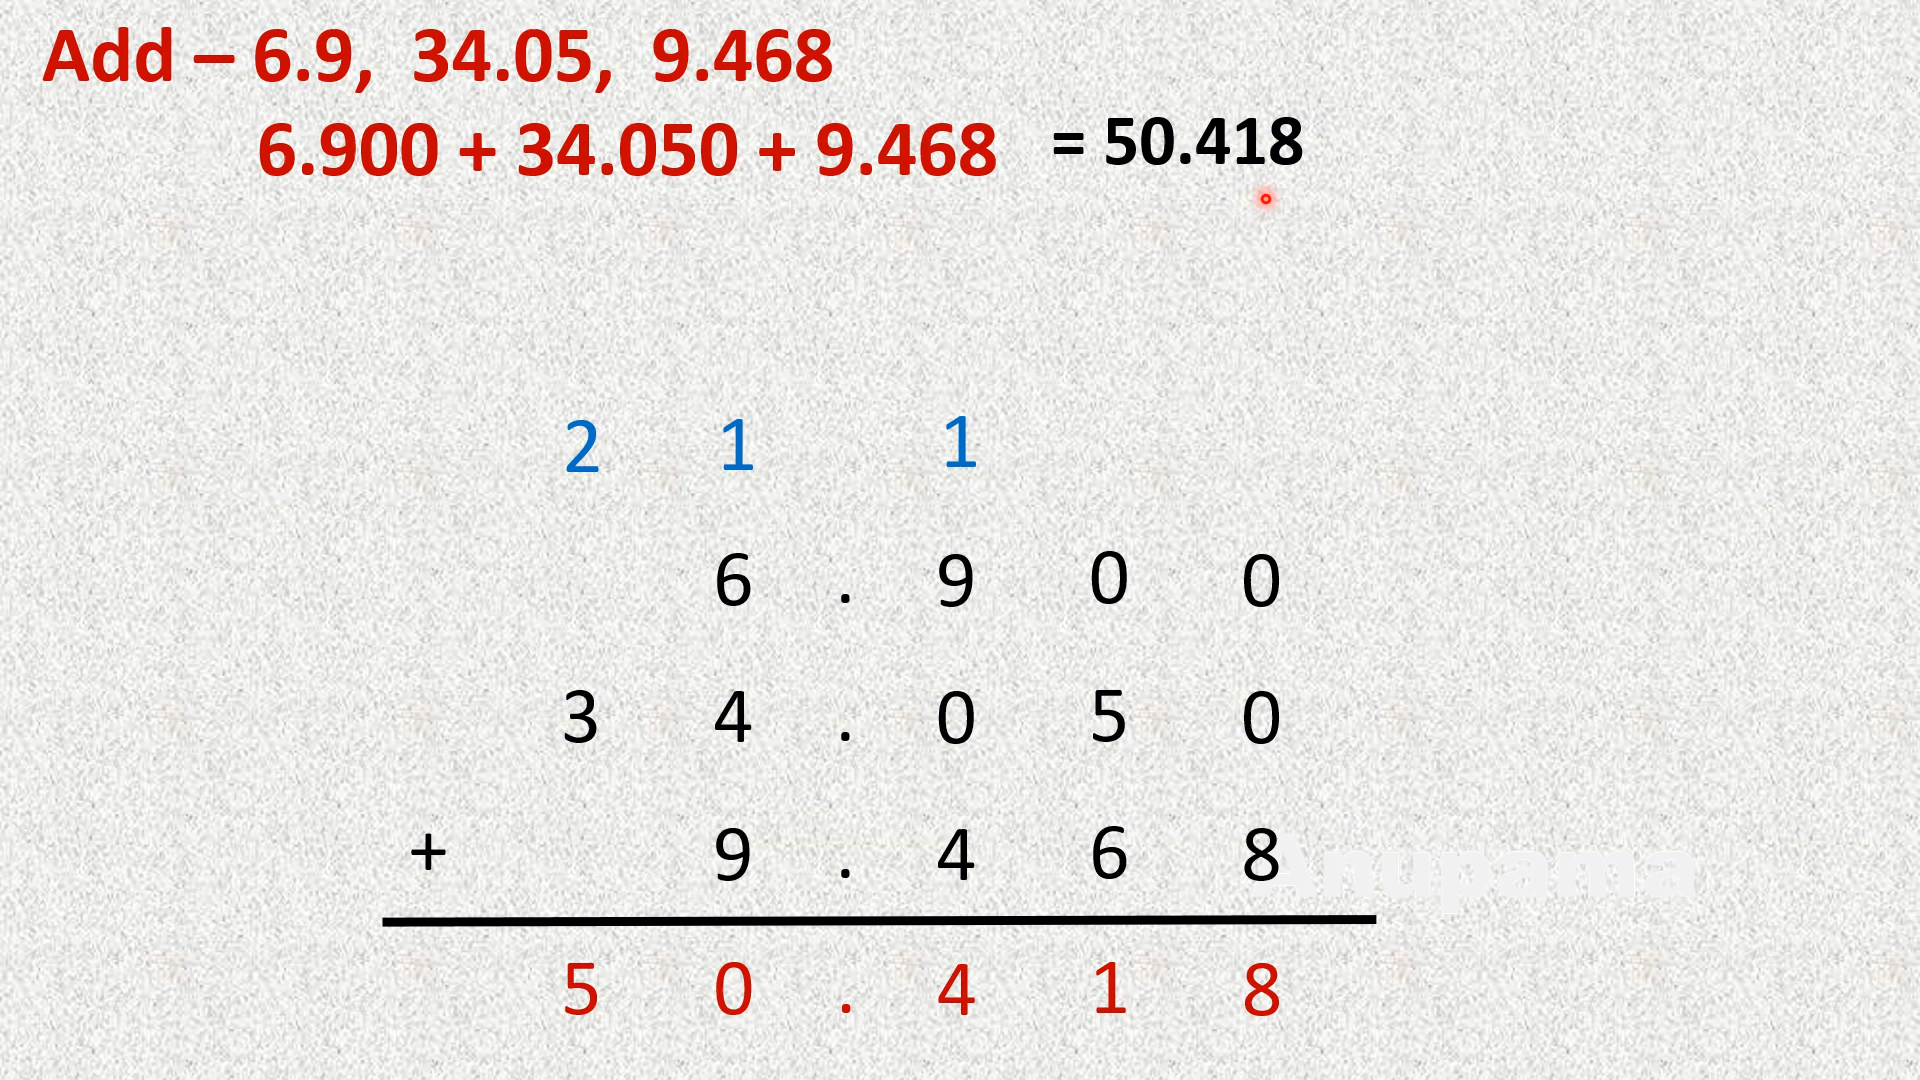 Add – 6.9, 34.05, 9.468
6.900 + 34.050 + 9.468 = 50.418
2 1 1
6 . 9 0 0
3 4 . 0 5 0
+ 9 . 4 6 8
Anupama
5 0 . 4 1 8